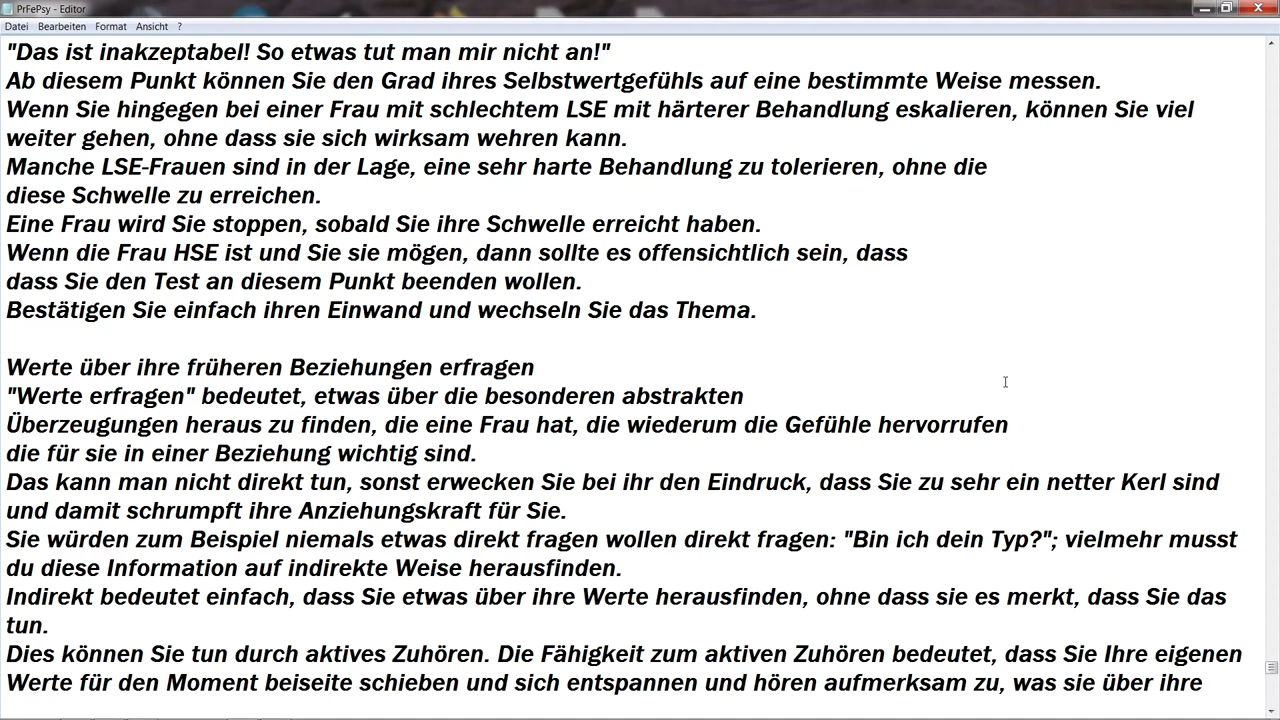 PrFePsy - Editor
Datei Bearbeiten Format Ansicht ?
"Das ist inakzeptabel! So etwas tut man mir nicht an!"
Ab diesem Punkt können Sie den Grad ihres Selbstwertgefühls auf eine bestimmte Weise messen.
Wenn Sie hingegen bei einer Frau mit schlechtem LSE mit härterer Behandlung eskalieren, können Sie viel
weiter gehen, ohne dass sie sich wirksam wehren kann.
Manche LSE-Frauen sind in der Lage, eine sehr harte Behandlung zu tolerieren, ohne die
diese Schwelle zu erreichen.
Eine Frau wird Sie stoppen, sobald Sie ihre Schwelle erreicht haben.
Wenn die Frau HSE ist und Sie sie mögen, dann sollte es offensichtlich sein, dass
dass Sie den Test an diesem Punkt beenden wollen.
Bestätigen Sie einfach ihren Einwand und wechseln Sie das Thema.
Werte über ihre früheren Beziehungen erfragen
"Werte erfragen" bedeutet, etwas über die besonderen abstrakten
Überzeugungen heraus zu finden, die eine Frau hat, die wiederum die Gefühle hervorrufen
die für sie in einer Beziehung wichtig sind.
Das kann man nicht direkt tun, sonst erwecken Sie bei ihr den Eindruck, dass Sie zu sehr ein netter Kerl sind
und damit schrumpft ihre Anziehungskraft für Sie.
Sie würden zum Beispiel niemals etwas direkt fragen wollen direkt fragen: "Bin ich dein Typ?"; vielmehr musst
du diese Information auf indirekte Weise herausfinden.
Indirekt bedeutet einfach, dass Sie etwas über ihre Werte herausfinden, ohne dass sie es merkt, dass Sie das
tun.
Dies können Sie tun durch aktives Zuhören. Die Fähigkeit zum aktiven Zuhören bedeutet, dass Sie Ihre eigenen
Werte für den Moment beiseite schieben und sich entspannen und hören aufmerksam zu, was sie über ihre